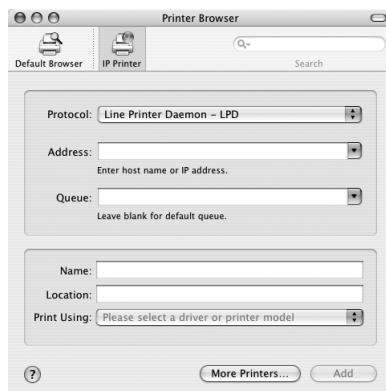 Printer Browser
Default Browser
IP Printer
Search
Protocol: Line Printer Daemon – LPD
Address:
Enter host name or IP address.
Queue:
Leave blank for default queue.
Name:
Location:
Print Using: Please select a driver or printer model
? More Printers... Add